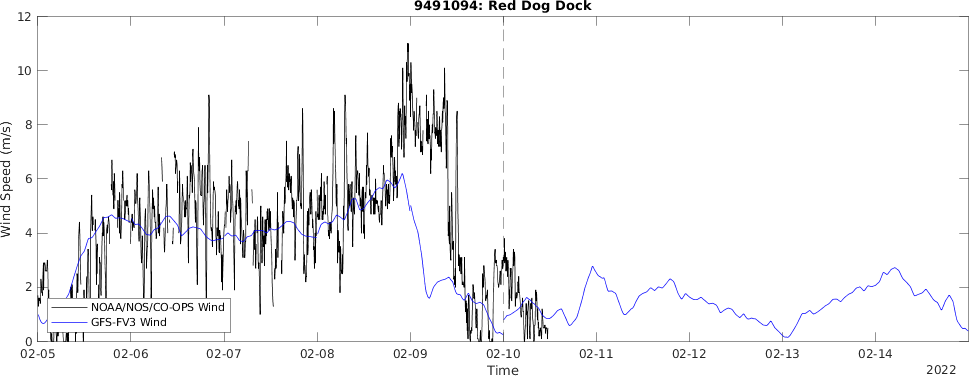 9491094: Red Dog Dock
12
10
8
6
4
2
0
Wind Speed (m/s)
NOAA/NOS/CO-OPS Wind
GFS-FV3 Wind
02-05 02-06 02-07 02-08 02-09 02-10 02-11 02-12 02-13 02-14
Time
2022